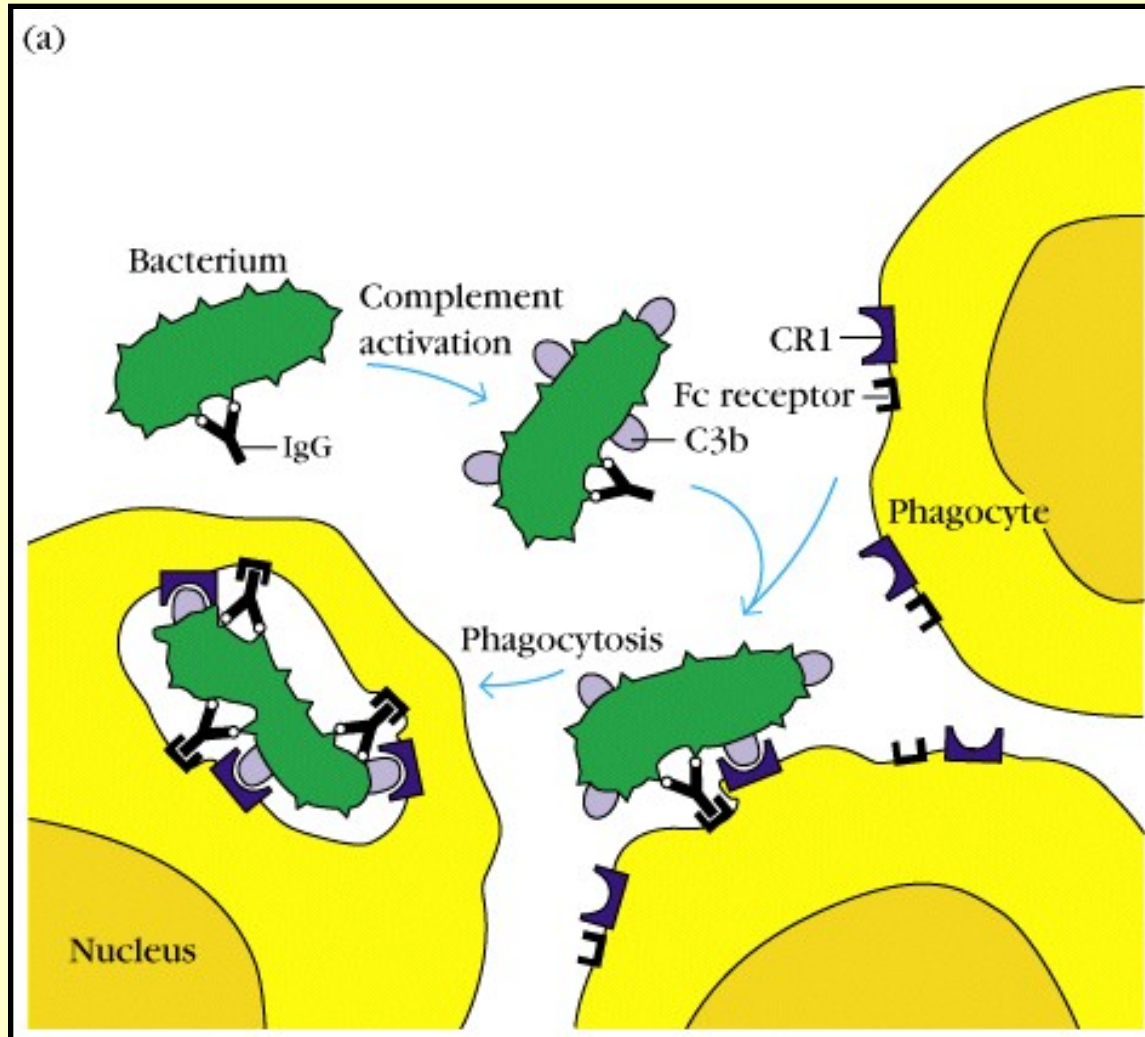 (a)
Bacterium
Complement
activation
IgG
CR1
Fc receptor
C3b
Phagocyte
Phagocytosis
Nucleus